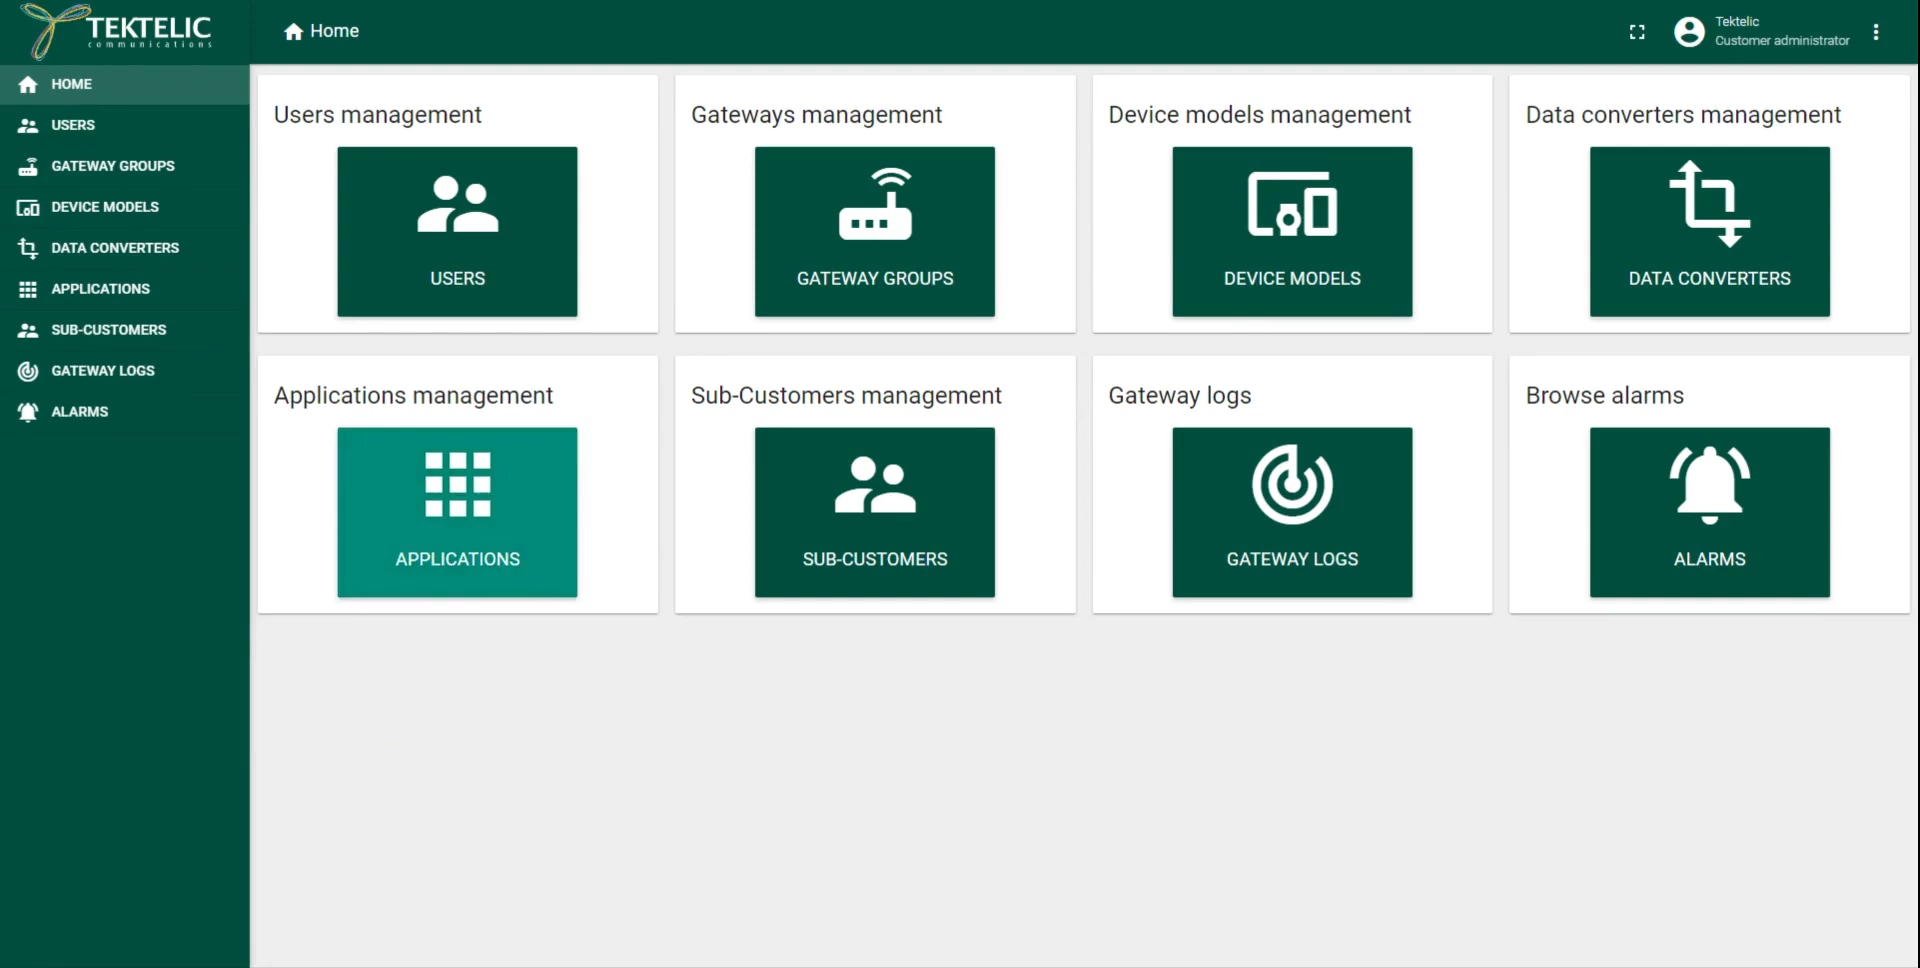 TEKTELIC
communications
HOME
USERS
GATEWAY GROUPS
DEVICE MODELS
DATA CONVERTERS
APPLICATIONS
SUB-CUSTOMERS
GATEWAY LOGS
ALARMS
Home
Tektelic
Customer administrator
Users management
USERS
Gateways management
GATEWAY GROUPS
Device models management
DEVICE MODELS
Data converters management
DATA CONVERTERS
Applications management
APPLICATIONS
Sub-Customers management
SUB-CUSTOMERS
Gateway logs
GATEWAY LOGS
Browse alarms
ALARMS